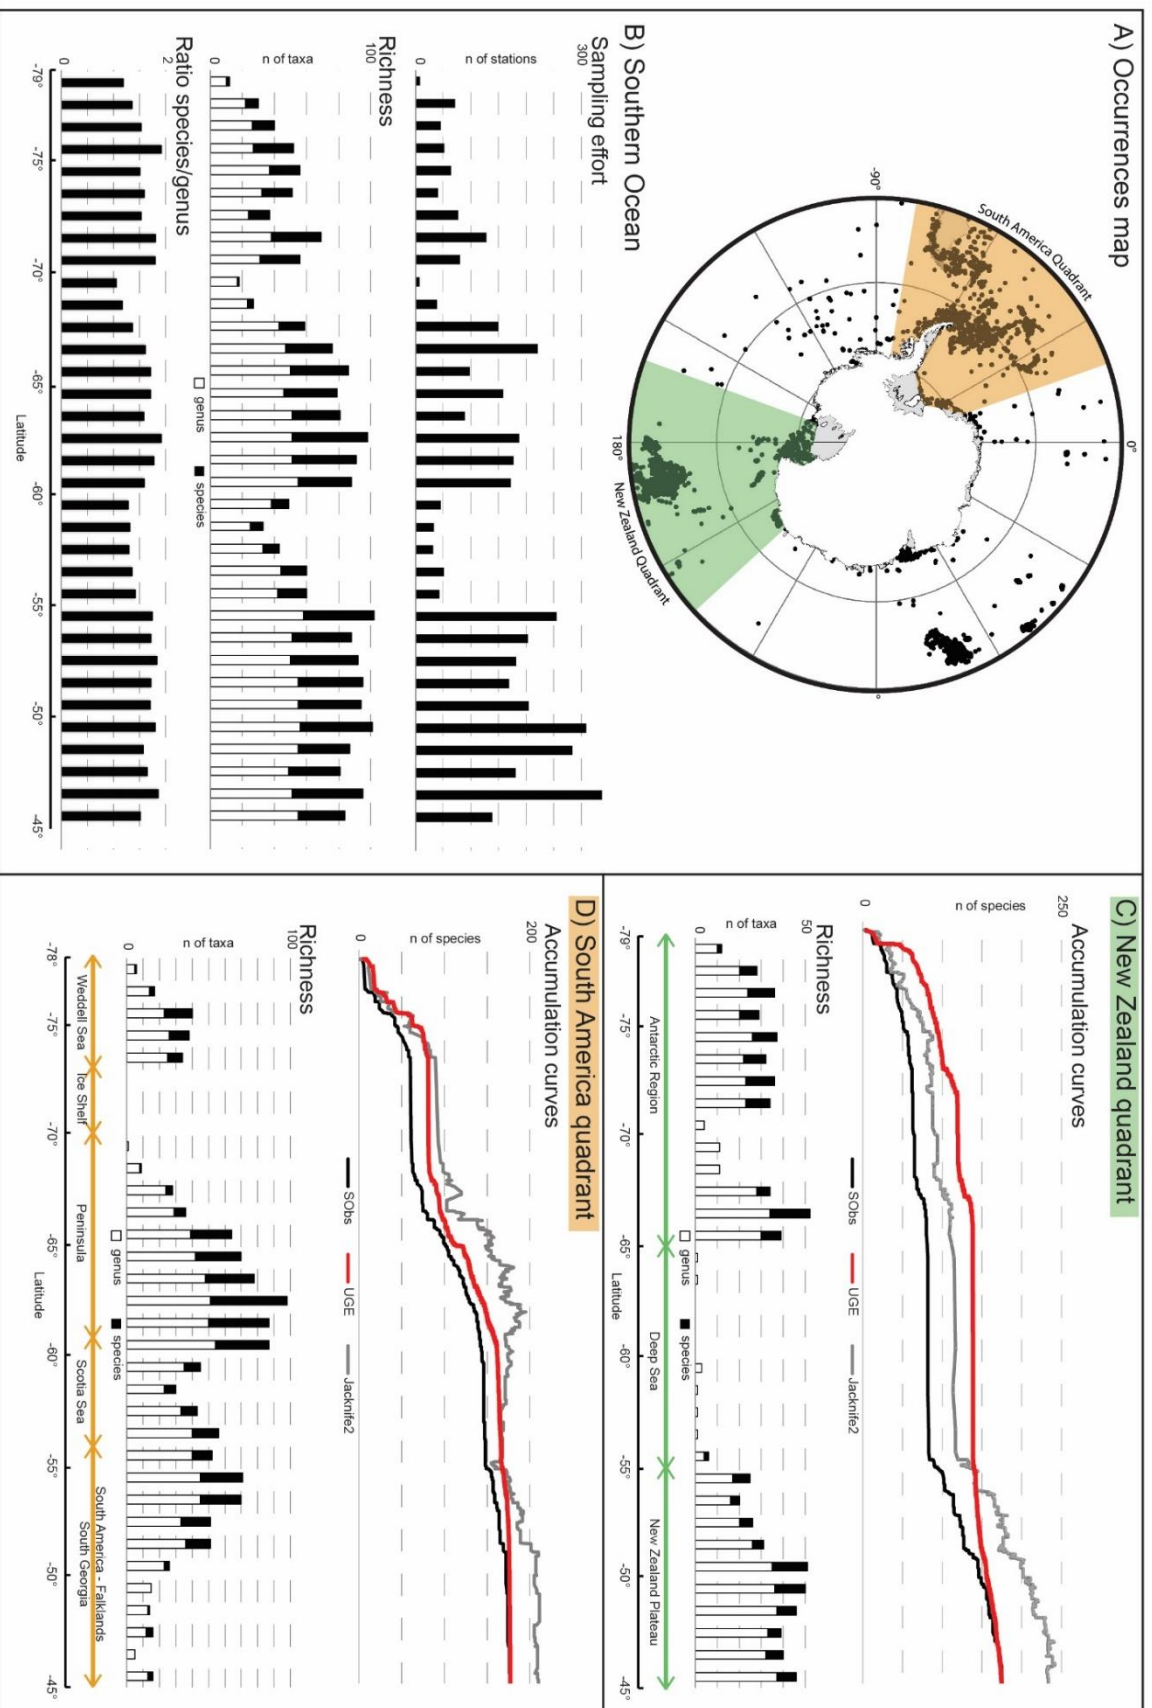 A) Occurrences map
0°
-90°
South America Quadrant
180°
New Zealand Quadrant
0°
B) Southern Ocean
Sampling effort
300
n of stations
0
Richness
100
n of taxa
0
genus species
Ratio species/genus
2
0
-79° -75° -70° -65° -60° -55° -50° -45°
Latitude
C) New Zealand quadrant
Accumulation curves
250
n of species
0
SObs UGE Jacknife2
Richness
50
n of taxa
0
genus species
Antarctic Region Deep Sea New Zealand Plateau
-79° -75° -70° -65° -60° -55° -50° -45°
Latitude
D) South America quadrant
Accumulation curves
200
n of species
0
SObs UGE Jacknife2
Richness
100
n of taxa
0
genus species
Weddell Sea Ice Shelf Peninsula Scotia Sea South America - Falklands
South Georgia
-78° -75° -70° -65° -60° -55° -50° -45°
Latitude